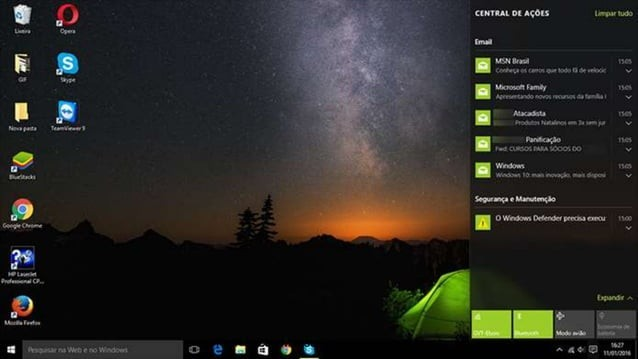 Lixeira
Opera
GIF
Skype
Nova pasta
TeamViewer 9
BlueStacks
Google Chrome
HP LaserJet
Professional CP...
Mozilla Firefox
CENTRAL DE AÇÕES
Limpar tudo
Email
MSN Brasil 15:05
Conheça os carros que todo fã de velocid
Microsoft Family 15:05
Apresentando novos recursos da família I
Atacadista 15:05
Produtos Natalinos em 3x sem jur
Panificação 15:05
Fwd: CURSOS PARA SÓCIOS DO
Windows 15:05
Windows 10: mais inovação, mais disposi
Segurança e Manutenção
O Windows Defender precisa execu 15:00
Expandir
Bluetooth
Modo avião
Economia de
bateria
Pesquisar na Web e no Windows
16:27
11/01/2016